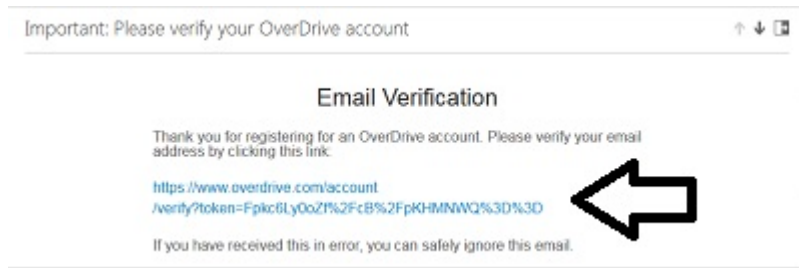 Important: Please verify your OverDrive account
Email Verification
Thank you for registering for an OverDrive account. Please verify your email
address by clicking this link:
https://www.overdrive.com/account
/verify?token=Fpkc6Ly0oZf%2FcB%2FpKHMNWQ%3D%3D
If you have received this in error, you can safely ignore this email.